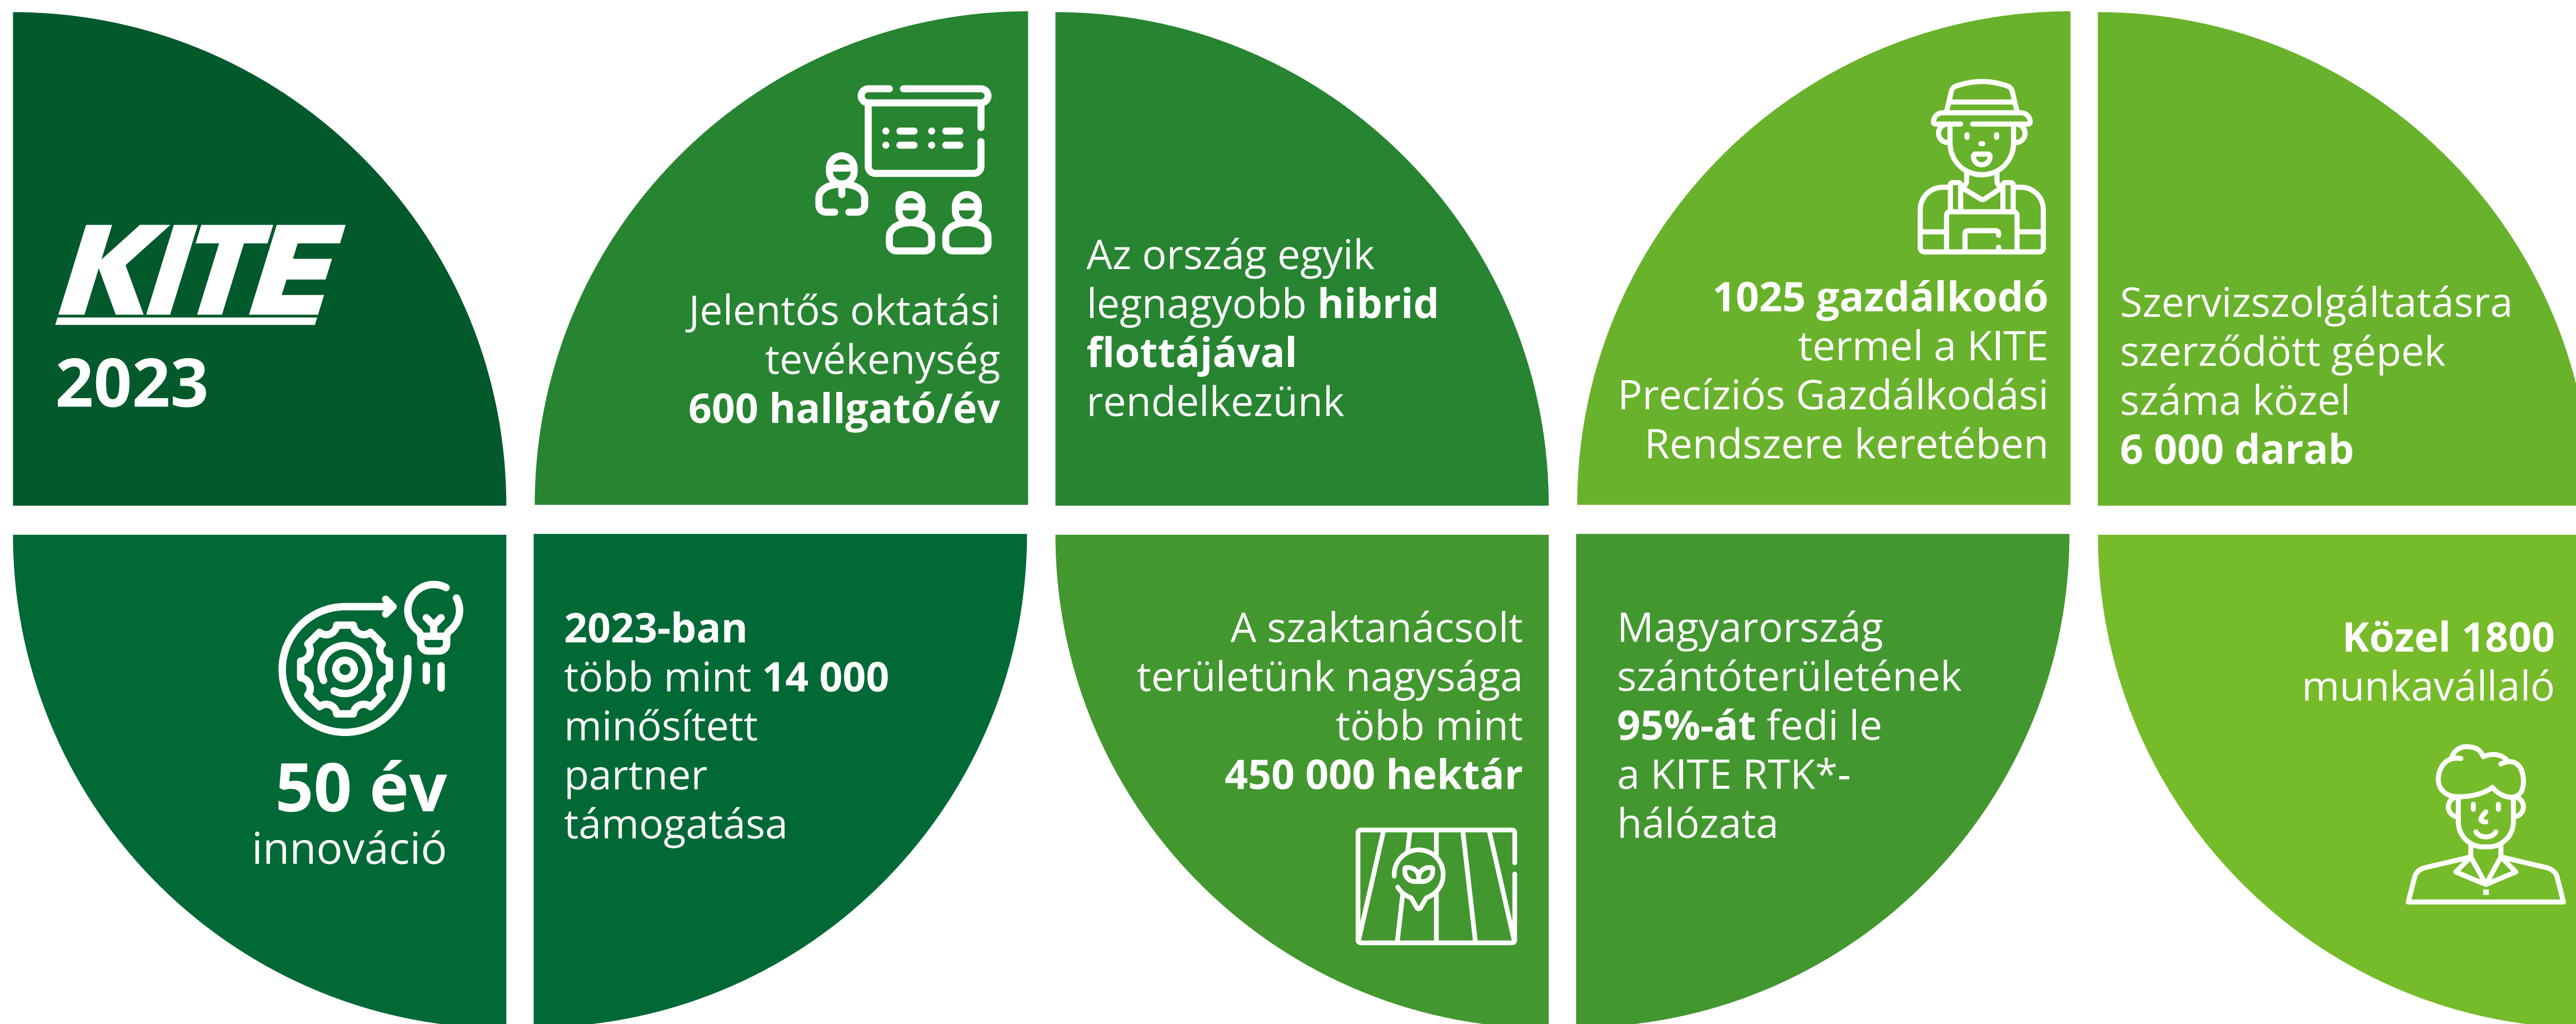 KITE
2023
Jelentős oktatási
tevékenység
600 hallgató/év
Az ország egyik
legnagyobb hibrid
flottájával
rendelkezünk
1025 gazdálkodó
termel a KITE
Precíziós Gazdálkodási
Rendszere keretében
Szervizszolgáltatásra
szerződött gépek
száma közel
6 000 darab
50 év
innováció
2023-ban
több mint 14 000
minősített
partner
támogatása
A szaktanácsolt
területünk nagysága
több mint
450 000 hektár
Magyarország
szántóterületének
95%-át fedi le
a KITE RTK*-
hálózata
Közel 1800
munkavállaló